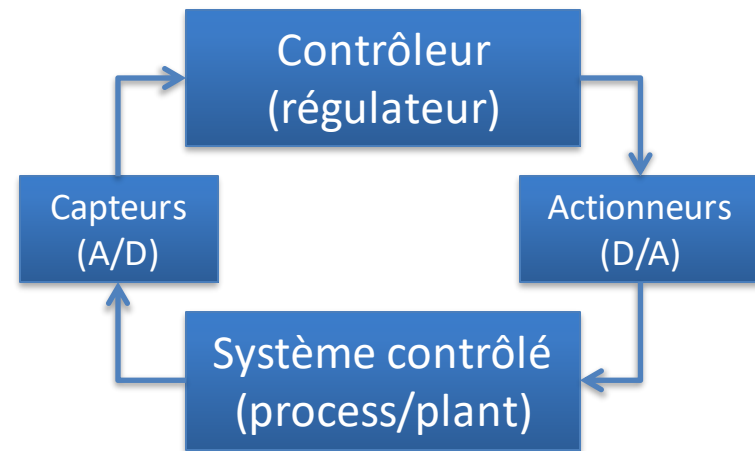 Contrôleur
(régulateur)
Capteurs
(A/D)
Actionneurs
(D/A)
Système contrôlé
(process/plant)